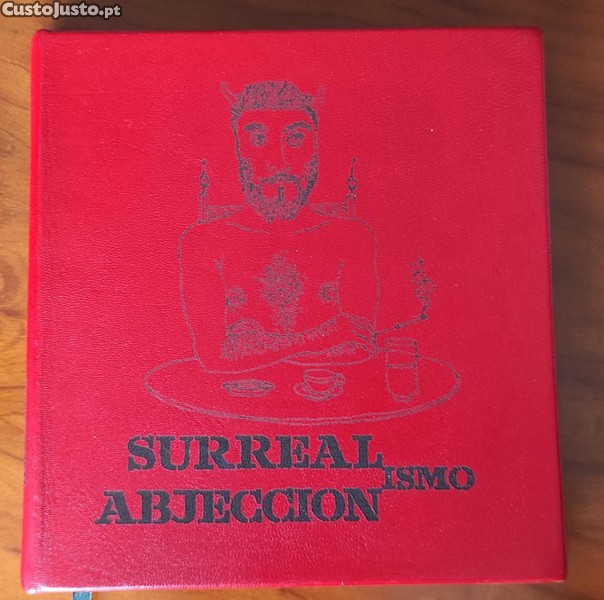 CustoJusto.pt
SURREAL
ISMO
ABJECCION